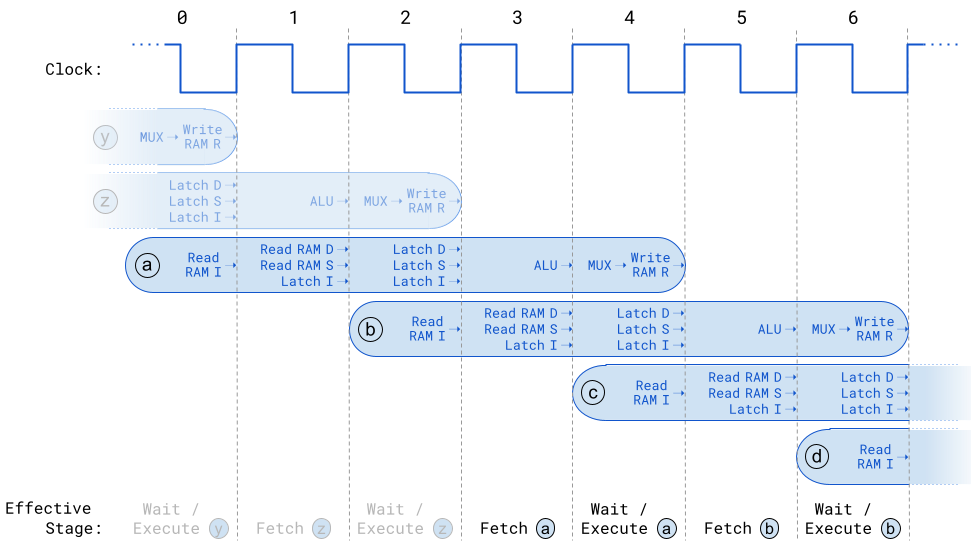 0 1 2 3 4 5 6
Clock:
y MUX Write
RAM R
z Latch D
Latch S
Latch I
ALU MUX Write
RAM R
a Read
RAM I
Read RAM D
Read RAM S
Latch I
Latch D
Latch S
Latch I
ALU MUX Write
RAM R
b Read
RAM I
Read RAM D
Read RAM S
Latch I
Latch D
Latch S
Latch I
ALU MUX Write
RAM R
c Read
RAM I
Read RAM D
Read RAM S
Latch I
Latch D
Latch S
Latch I
d Read
RAM I
Effective
Stage:
Wait /
Execute y
Fetch z
Wait /
Execute z
Fetch a
Wait /
Execute a
Fetch b
Wait /
Execute b